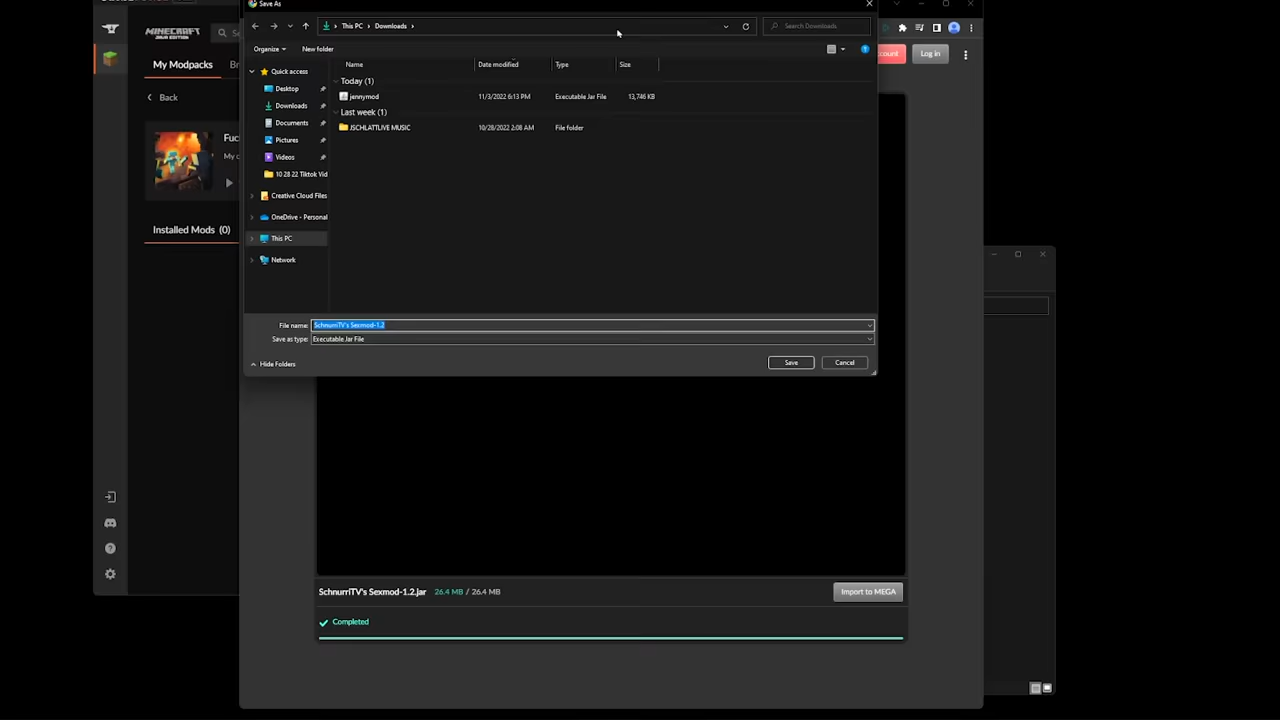 Save As
This PC
Downloads
Search Downloads
Organize
New folder
MINECRAFT
JAVA EDITION
My Modpacks
Back
Installed Mods (0)
Quick access
Desktop
Downloads
Documents
Pictures
Videos
10 28 22 Tiktok Vid
Creative Cloud Files
OneDrive - Personal
This PC
Network
Name
Date modified
Type
Size
Today (1)
jennymod
11/3/2022 6:13 PM
Executable Jar File
13,746 KB
Last week (1)
JSCHLATTLIVE MUSIC
10/28/2022 2:08 AM
File folder
Log in
File name:
SchnurriTV's Sexmod-1.2
Save as type:
Executable Jar File
Hide Folders
Save
Cancel
SchnurriTV's Sexmod-1.2.jar
26.4 MB / 26.4 MB
Import to MEGA
Completed